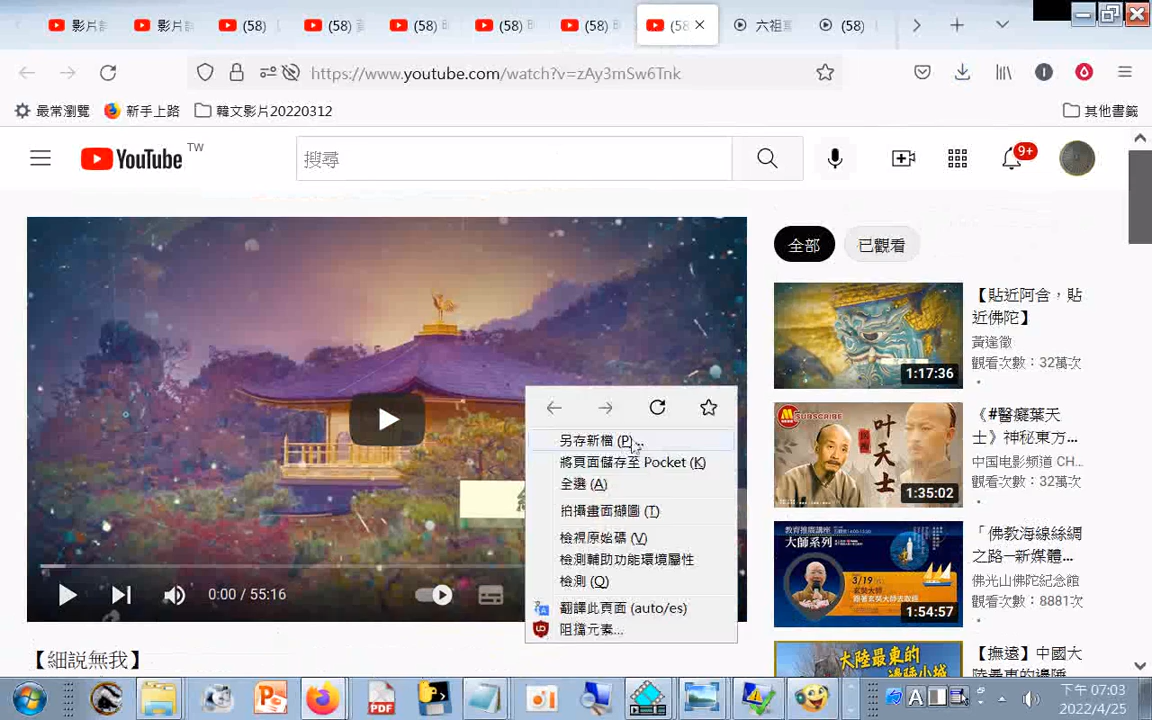 影片
影片
(58)
(58)
(58)
(58)
(58)
(58)
六祖
(58)
https://www.youtube.com/watch?v=zAy3mSw6Tnk
最常瀏覽
新手上路
韓文影片20220312
其他書籤
YouTube
TW
搜尋
9+
全部
已觀看
【貼近阿含，貼
近佛陀】
黃逢徵
觀看次數：32萬次
1:17:36
另存新檔 (P)...
將頁面儲存至 Pocket (K)
全選 (A)
拍攝畫面擷圖 (T)
檢視原始碼 (V)
檢測輔助功能環境屬性
檢測 (Q)
翻譯此頁面 (auto/es)
阻擋元素...
SUBSCRIBE
叶天士
1:35:02
《#醫癡葉天
士》神秘東方...
中国电影频道 CH...
觀看次數：32萬次
大師系列
3/19
1:54:57
「佛教海線絲綢
之路─新媒體...
佛光山佛陀紀念館
觀看次數：8881次
0:00 / 55:16
大陸最東的
【撫遠】中國大
【細說無我】
PDF
A
下午 07:03
2022/4/25